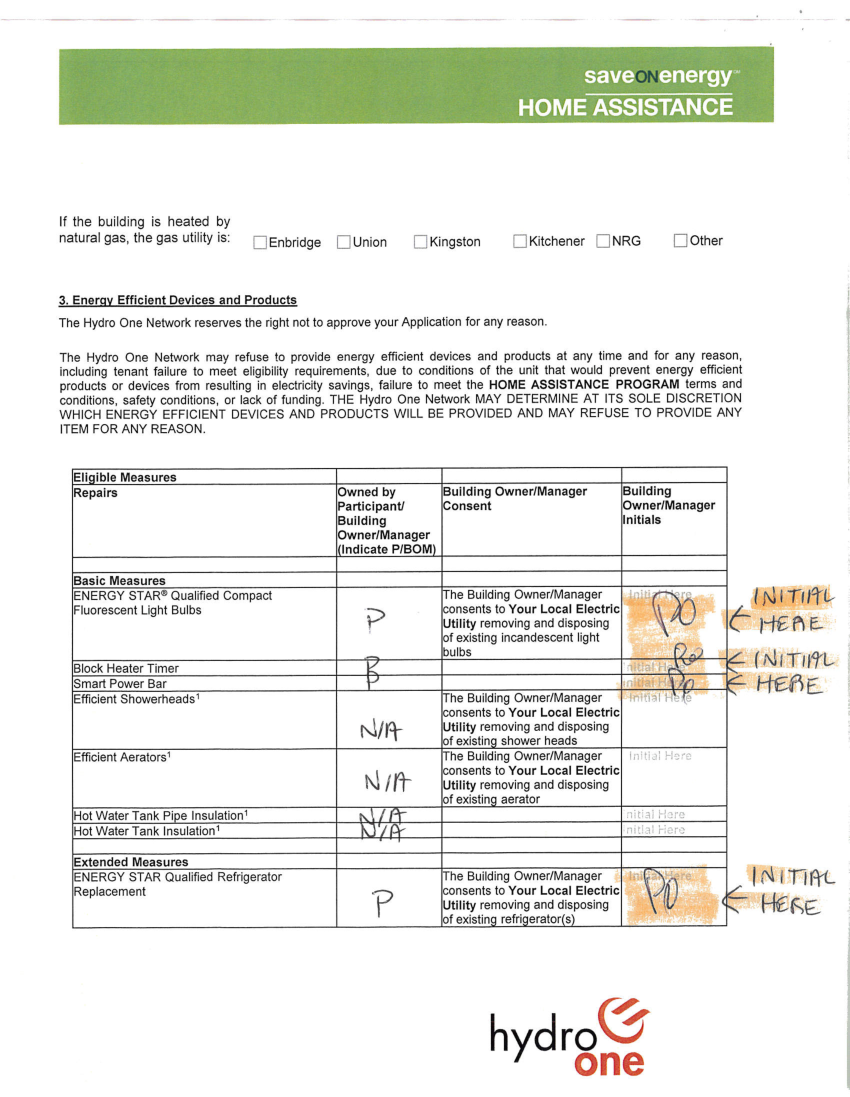 saveONenergy™
HOME ASSISTANCE
If the building is heated by
natural gas, the gas utility is:
Enbridge Union Kingston Kitchener NRG Other
3. Energy Efficient Devices and Products
The Hydro One Network reserves the right not to approve your Application for any reason.
The Hydro One Network may refuse to provide energy efficient devices and products at any time and for any reason,
including tenant failure to meet eligibility requirements, due to conditions of the unit that would prevent energy efficient
products or devices from resulting in electricity savings, failure to meet the HOME ASSISTANCE PROGRAM terms and
conditions, safety conditions, or lack of funding. THE Hydro One Network MAY DETERMINE AT ITS SOLE DISCRETION
WHICH ENERGY EFFICIENT DEVICES AND PRODUCTS WILL BE PROVIDED AND MAY REFUSE TO PROVIDE ANY
ITEM FOR ANY REASON.
Eligible Measures
Repairs
Owned by
Participant/
Building
Owner/Manager
(Indicate P/BOM)
Building Owner/Manager
Consent
Building
Owner/Manager
Initials
Basic Measures
ENERGY STAR® Qualified Compact
Fluorescent Light Bulbs
P
The Building Owner/Manager
consents to Your Local Electric
Utility removing and disposing
of existing incandescent light
bulbs
Initial Here
PO
INITIAL
HERE
Block Heater Timer
P
Initial Here
INITIAL
Smart Power Bar
P
Initial Here
Po
HERE
Efficient Showerheads¹
N/A
The Building Owner/Manager
consents to Your Local Electric
Utility removing and disposing
of existing shower heads
Initial Here
Efficient Aerators¹
N/A
The Building Owner/Manager
consents to Your Local Electric
Utility removing and disposing
of existing aerator
Initial Here
Hot Water Tank Pipe Insulation¹
N/A
Initial Here
Hot Water Tank Insulation¹
N/A
Initial Here
Extended Measures
ENERGY STAR Qualified Refrigerator
Replacement
P
The Building Owner/Manager
consents to Your Local Electric
Utility removing and disposing
of existing refrigerator(s)
Initial Here
PO
INITIAL
HERE
hydro
one